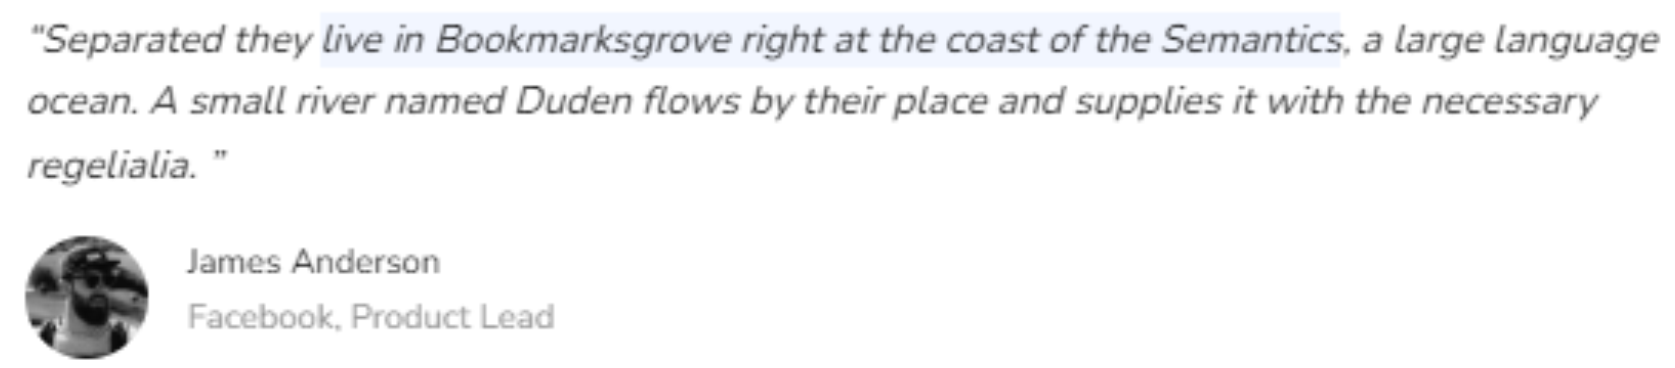 “Separated they live in Bookmarksgrove right at the coast of the Semantics, a large language
ocean. A small river named Duden flows by their place and supplies it with the necessary
regelialia. ”
James Anderson
Facebook, Product Lead